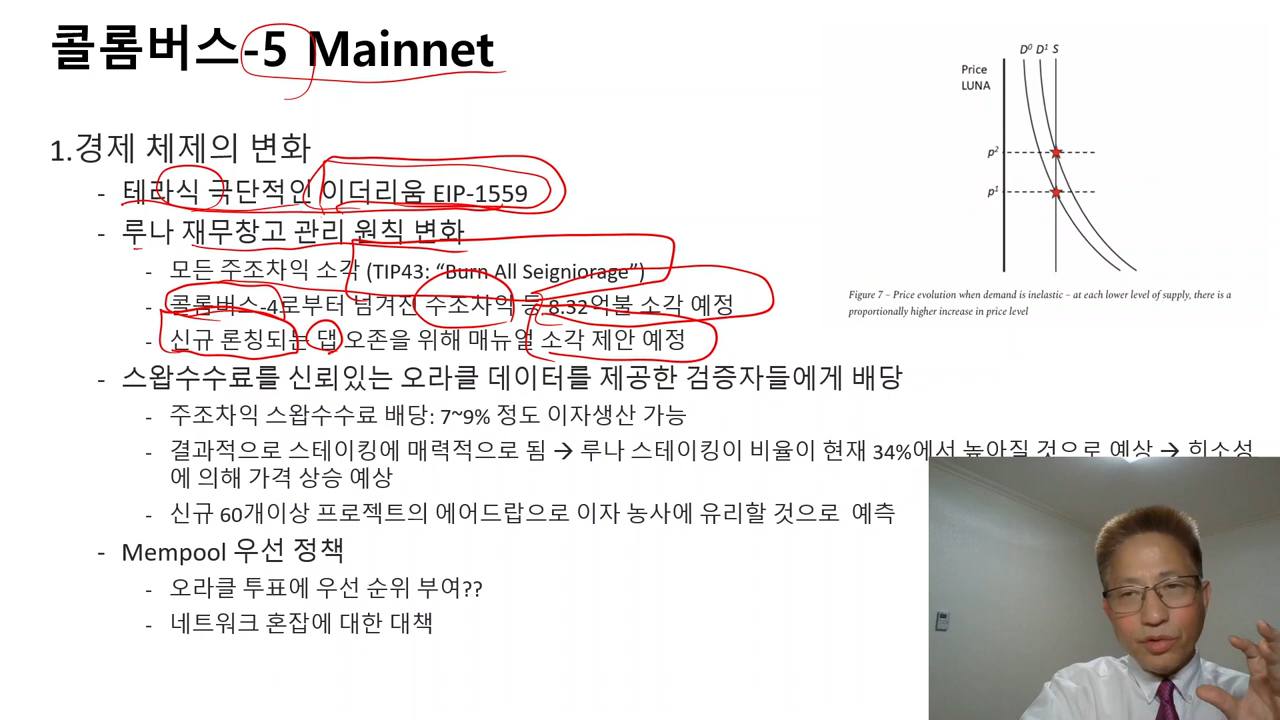 콜롬버스-5 Mainnet
1.경제 체제의 변화
- 테라식 극단적인 이더리움 EIP-1559
- 루나 재무창고 관리 원칙 변화
- 모든 주조차익 소각 (TIP43: “Burn All Seigniorage”)
- 콜롬버스-4로부터 넘겨진 주조차익 등 8.32억불 소각 예정
- 신규 론칭되는 댑 오존을 위해 매뉴얼 소각 제안 예정
- 스왑수수료를 신뢰있는 오라클 데이터를 제공한 검증자들에게 배당
- 주조차익 스왑수수료 배당: 7~9% 정도 이자생산 가능
- 결과적으로 스테이킹에 매력적으로 됨 → 루나 스테이킹이 비율이 현재 34%에서 높아질 것으로 예상 → 희소성
에 의해 가격 상승 예상
- 신규 60개이상 프로젝트의 에어드랍으로 이자 농사에 유리할 것으로 예측
- Mempool 우선 정책
- 오라클 투표에 우선 순위 부여??
- 네트워크 혼잡에 대한 대책
D⁰ D¹ S
Price
LUNA
p²
p¹
Figure 7 – Price evolution when demand is inelastic – at each lower level of supply, there is a
proportionally higher increase in price level